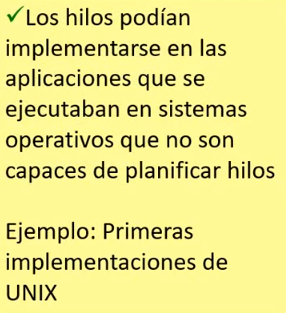 ✓Los hilos podían
implementarse en las
aplicaciones que se
ejecutaban en sistemas
operativos que no son
capaces de planificar hilos
Ejemplo: Primeras
implementaciones de
UNIX